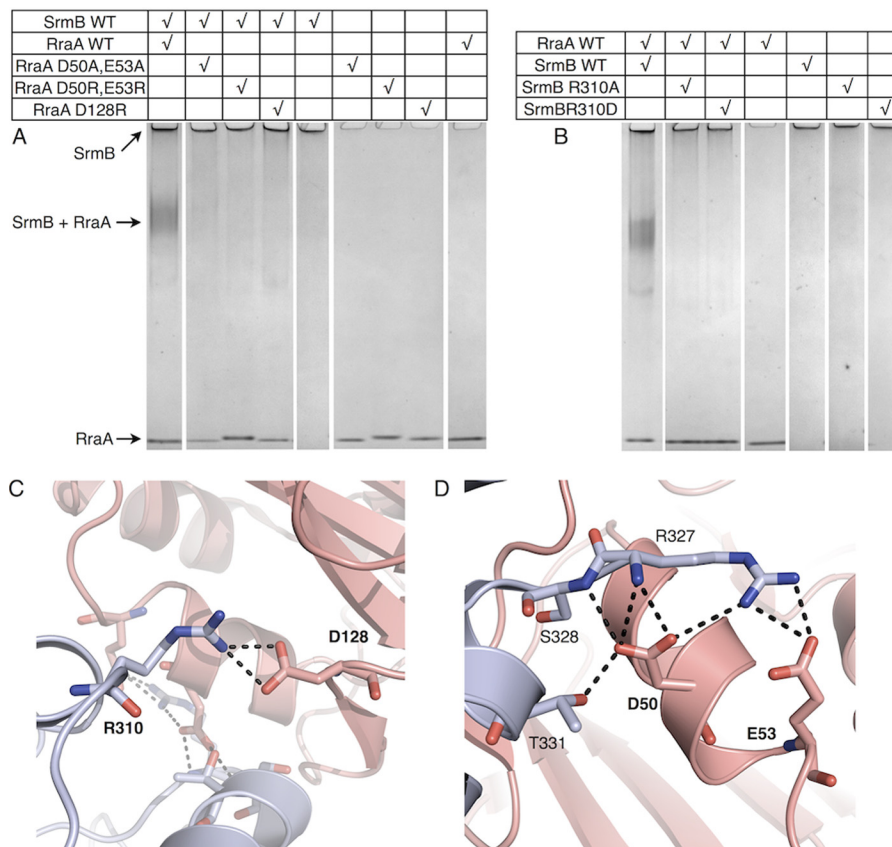 SrmB WT √ √ √ √ √
RraA WT √ √
RraA D50A,E53A √ √
RraA D50R,E53R √ √
RraA D128R √ √
RraA WT √ √ √ √
SrmB WT √ √
SrmB R310A √ √
SrmBR310D √ √
A
SrmB
SrmB + RraA
RraA
B
C
D128
R310
D
R327
S328
D50
T331
E53